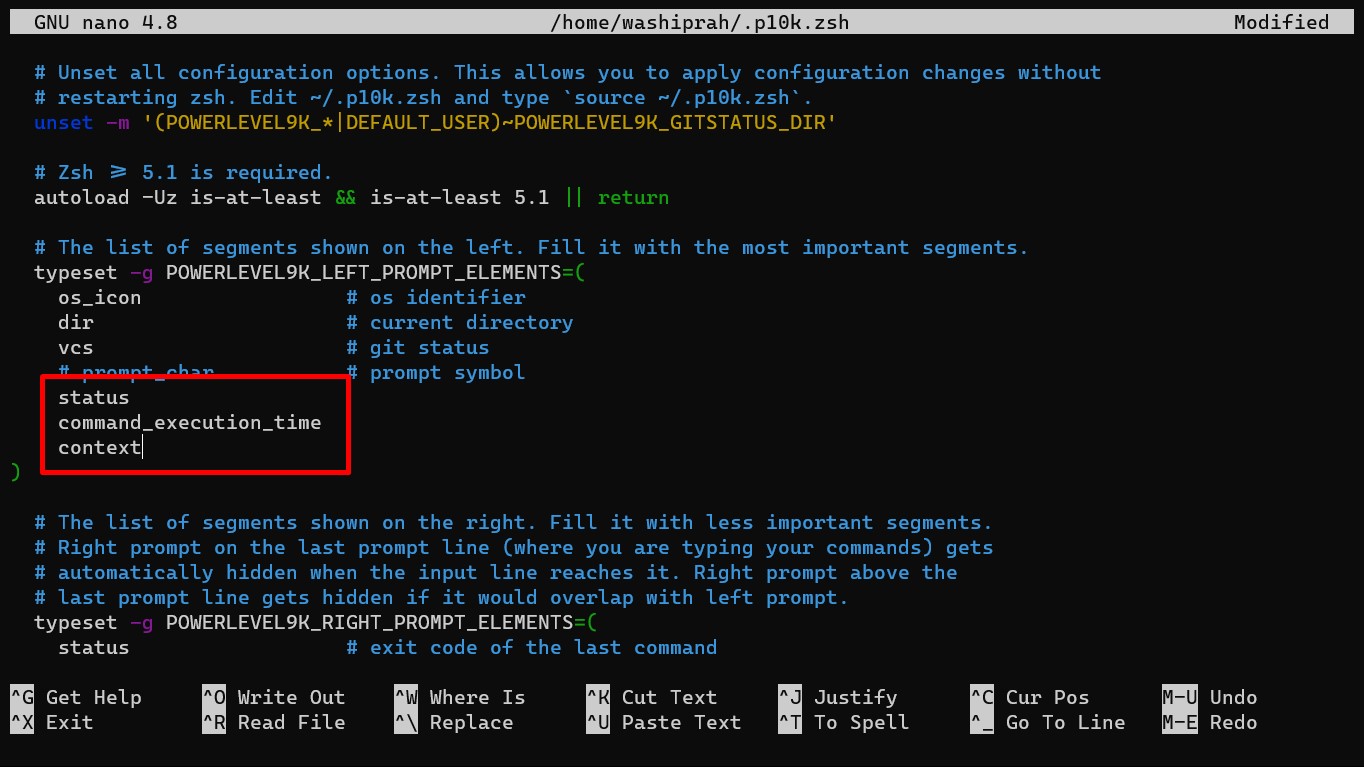 GNU nano 4.8 /home/washiprah/.p10k.zsh Modified
# Unset all configuration options. This allows you to apply configuration changes without
# restarting zsh. Edit ~/.p10k.zsh and type `source ~/.p10k.zsh`.
unset -m '(POWERLEVEL9K_*|DEFAULT_USER)~POWERLEVEL9K_GITSTATUS_DIR'
# Zsh >= 5.1 is required.
autoload -Uz is-at-least && is-at-least 5.1 || return
# The list of segments shown on the left. Fill it with the most important segments.
typeset -g POWERLEVEL9K_LEFT_PROMPT_ELEMENTS=(
os_icon # os identifier
dir # current directory
vcs # git status
# prompt_char # prompt symbol
status
command_execution_time
context
)
# The list of segments shown on the right. Fill it with less important segments.
# Right prompt on the last prompt line (where you are typing your commands) gets
# automatically hidden when the input line reaches it. Right prompt above the
# last prompt line gets hidden if it would overlap with left prompt.
typeset -g POWERLEVEL9K_RIGHT_PROMPT_ELEMENTS=(
status # exit code of the last command
^G Get Help ^O Write Out ^W Where Is ^K Cut Text ^J Justify ^C Cur Pos M-U Undo
^X Exit ^R Read File ^\ Replace ^U Paste Text ^T To Spell ^_ Go To Line M-E Redo